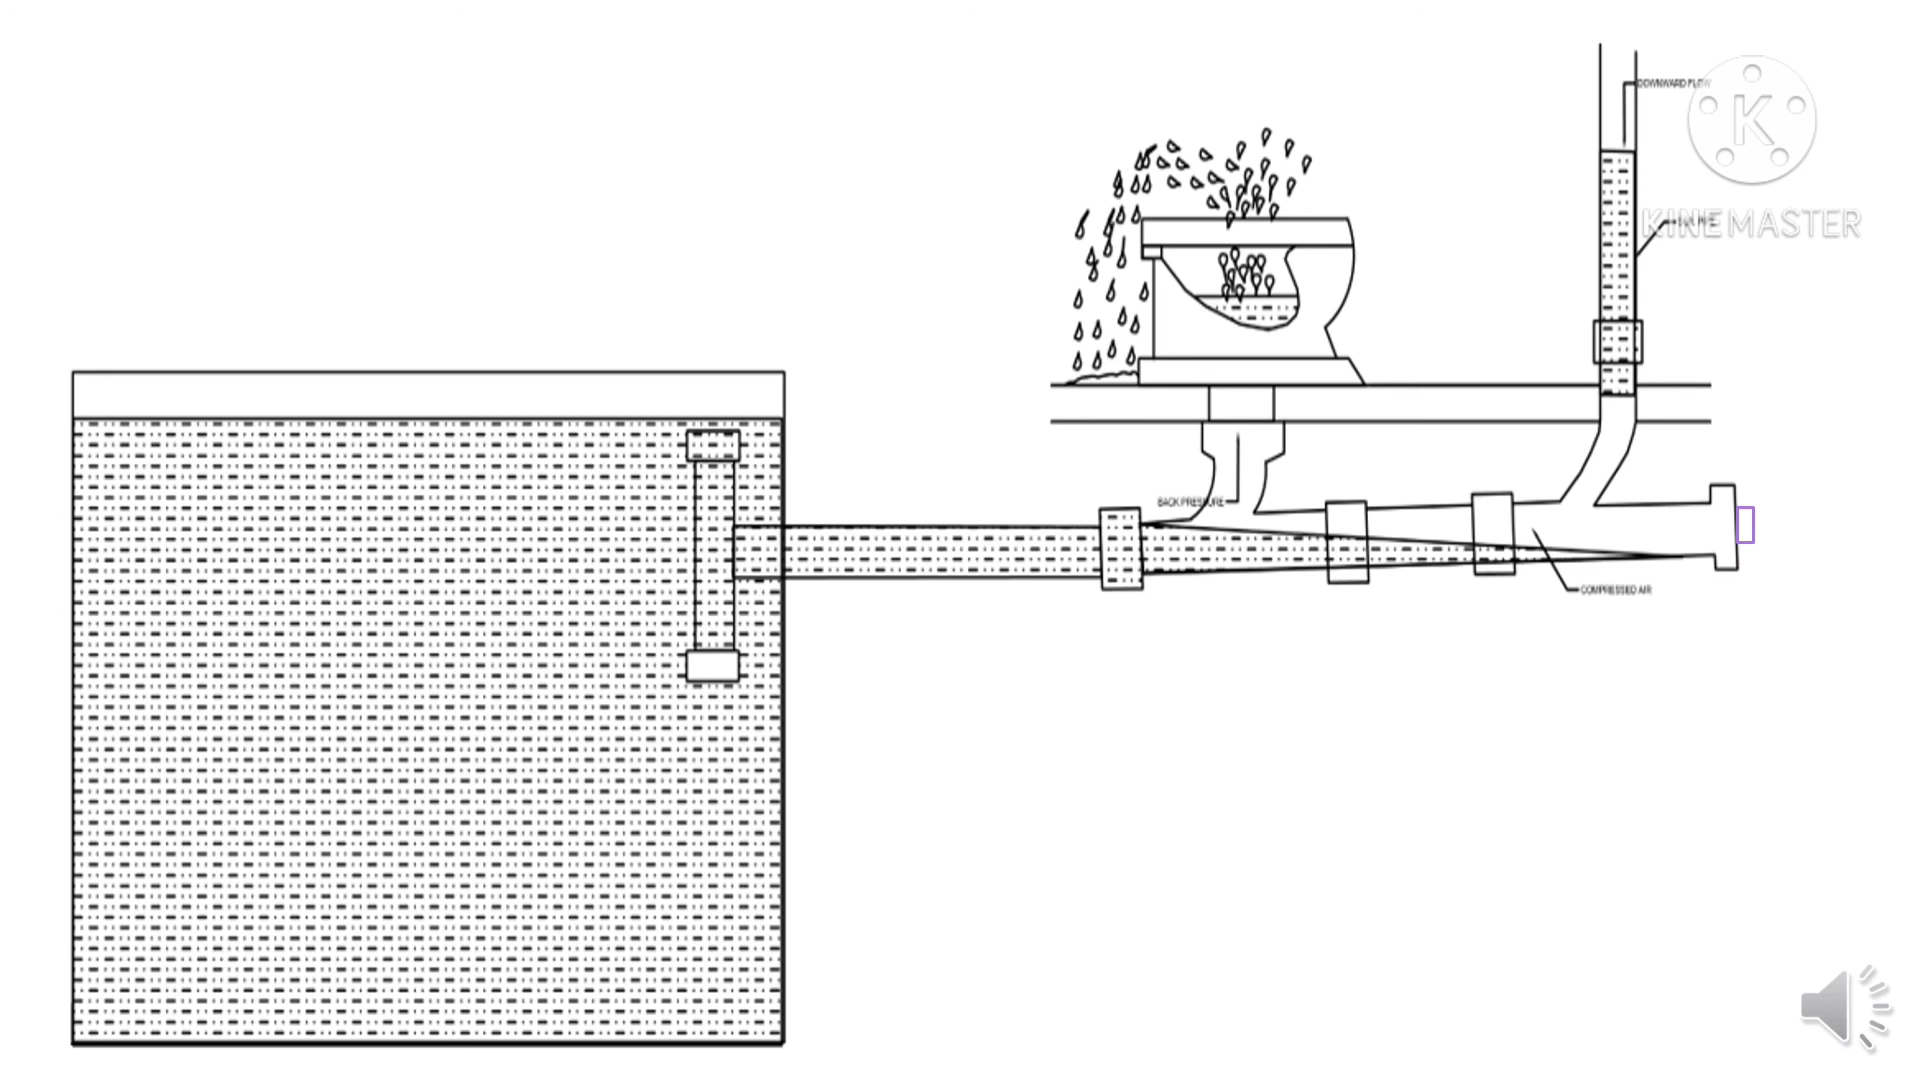 DOWNWARD FLOW
K
KINEMASTER
BACK PRESSURE
COMPRESSED AIR